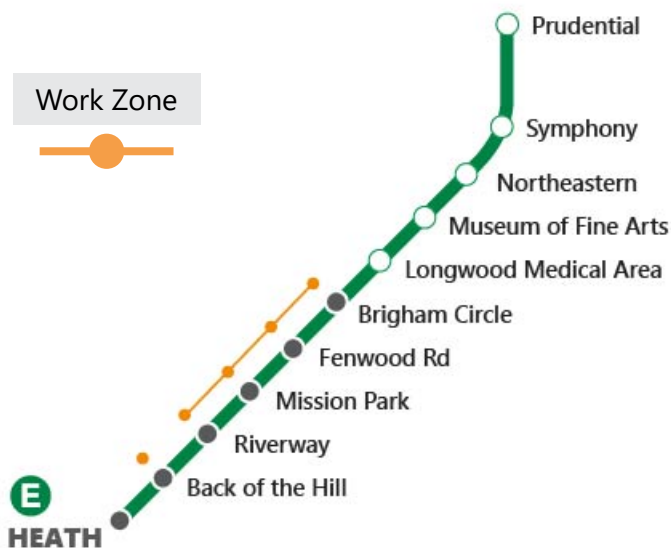 Prudential
Work Zone
Symphony
Northeastern
Museum of Fine Arts
Longwood Medical Area
Brigham Circle
Fenwood Rd
Mission Park
Riverway
Back of the Hill
E
HEATH